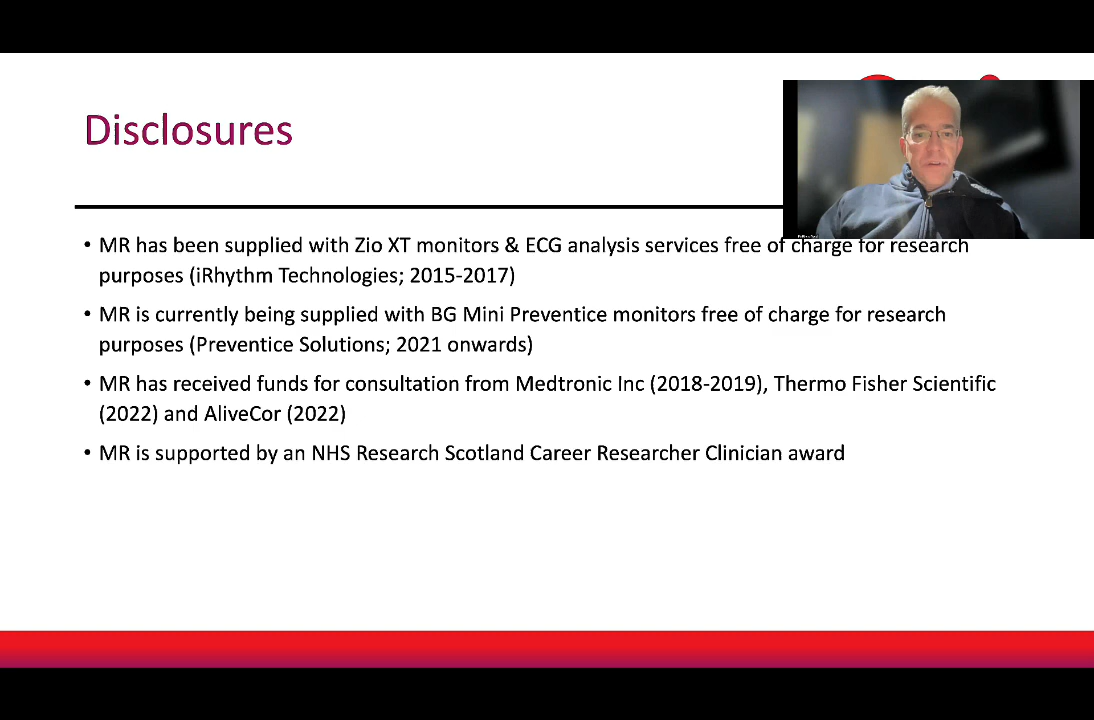 Disclosures
• MR has been supplied with Zio XT monitors & ECG analysis services free of charge for research
purposes (iRhythm Technologies; 2015-2017)
• MR is currently being supplied with BG Mini Preventice monitors free of charge for research
purposes (Preventice Solutions; 2021 onwards)
• MR has received funds for consultation from Medtronic Inc (2018-2019), Thermo Fisher Scientific
(2022) and AliveCor (2022)
• MR is supported by an NHS Research Scotland Career Researcher Clinician award